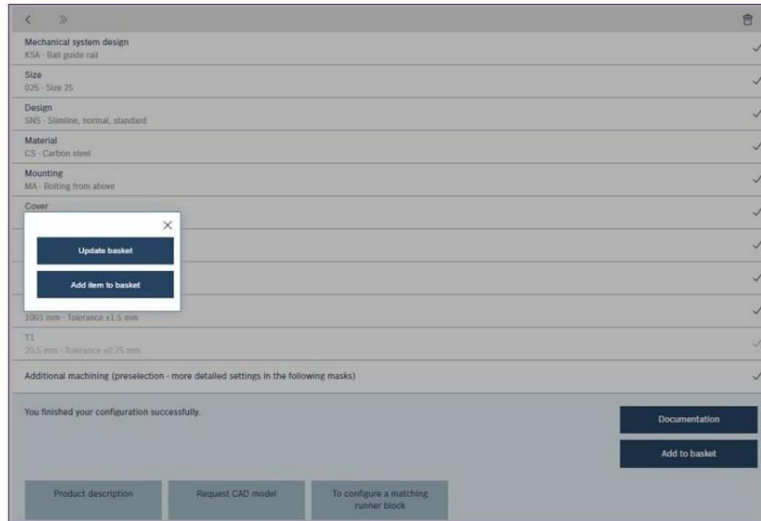 Mechanical system design
KSA - Ball guide rail
Size
025 - Size 25
Design
SNS - Slimline, normal, standard
Material
CS - Carbon steel
Mounting
MA - Bolting from above
Cover
Update basket
Add item to basket
1001 mm - Tolerance ±1.5 mm
T1
20.5 mm - Tolerance ±0.75 mm
Additional machining (preselection - more detailed settings in the following masks)
You finished your configuration successfully.
Documentation
Add to basket
Product description
Request CAD model
To configure a matching
runner block